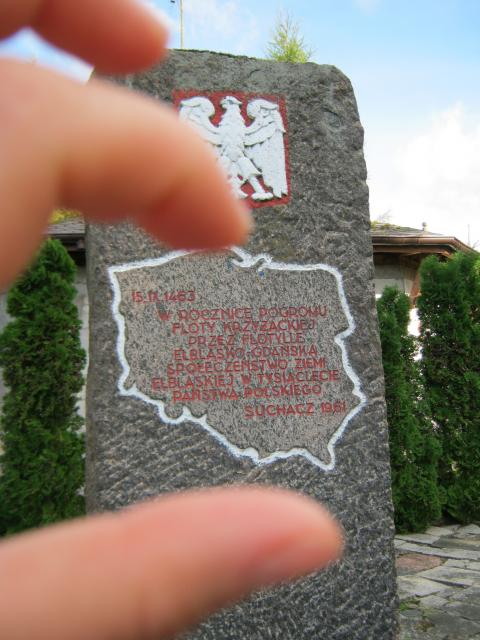 15.IX.1463
W ROCZNICĘ POGROMU
FLOTY KRZYŻACKIEJ
PRZEZ FLOTYLLE
ELBLĄSKO-GDAŃSKĄ
SPOŁECZEŃSTWO ZIEMI
ELBLĄSKIEJ W TYSIĄCLECIE
PAŃSTWA POLSKIEGO
SUCHACZ 1961